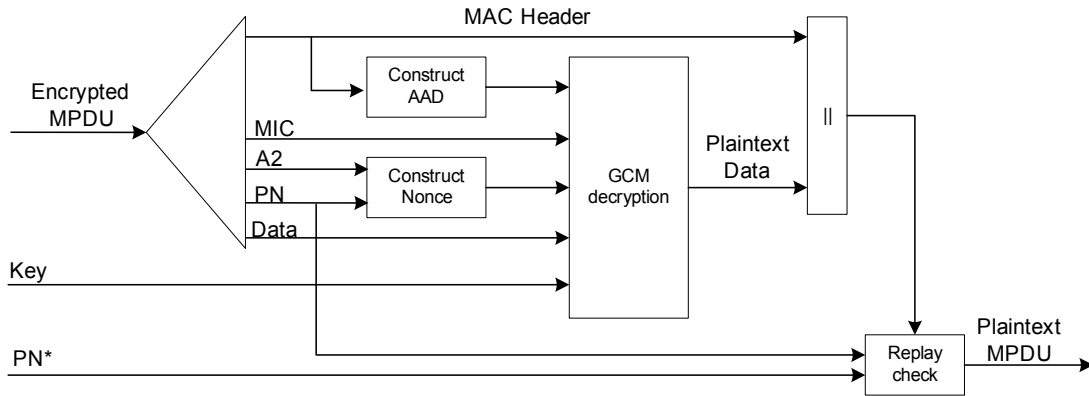 MAC Header
Construct
AAD
Encrypted
MPDU
MIC
A2
PN
Data
Construct
Nonce
GCM
decryption
Plaintext
Data
||
Key
PN*
Replay
check
Plaintext
MPDU